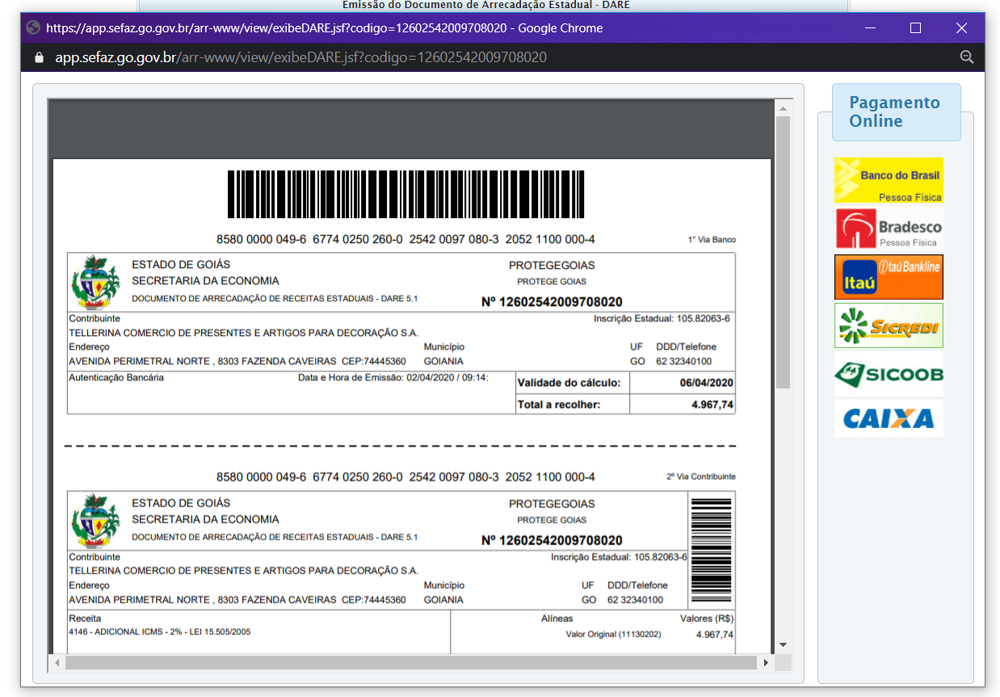 Emissão do Documento de Arrecadação Estadual - DARE
https://app.sefaz.go.gov.br/arr-www/view/exibeDARE.jsf?codigo=12602542009708020 - Google Chrome
app.sefaz.go.gov.br/arr-www/view/exibeDARE.jsf?codigo=12602542009708020
8580 0000 049-6 6774 0250 260-0 2542 0097 080-3 2052 1100 000-4
1° Via Banco
ESTADO DE GOIÁS
PROTEGEGOIAS
SECRETARIA DA ECONOMIA
PROTEGE GOIAS
DOCUMENTO DE ARRECADAÇÃO DE RECEITAS ESTADUAIS - DARE 5.1
Nº 12602542009708020
Contribuinte
Inscrição Estadual: 105.82063-6
TELLERINA COMERCIO DE PRESENTES E ARTIGOS PARA DECORAÇÃO S.A.
Endereço Município UF DDD/Telefone
AVENIDA PERIMETRAL NORTE , 8303 FAZENDA CAVEIRAS CEP:74445360 GOIANIA GO 62 32340100
Autenticação Bancária
Data e Hora de Emissão: 02/04/2020 / 09:14:
Validade do cálculo: 06/04/2020
Total a recolher: 4.967,74
8580 0000 049-6 6774 0250 260-0 2542 0097 080-3 2052 1100 000-4
2º Via Contribuinte
ESTADO DE GOIÁS
PROTEGEGOIAS
SECRETARIA DA ECONOMIA
PROTEGE GOIAS
DOCUMENTO DE ARRECADAÇÃO DE RECEITAS ESTADUAIS - DARE 5.1
Nº 12602542009708020
Contribuinte
Inscrição Estadual: 105.82063-6
TELLERINA COMERCIO DE PRESENTES E ARTIGOS PARA DECORAÇÃO S.A.
Endereço Município UF DDD/Telefone
AVENIDA PERIMETRAL NORTE , 8303 FAZENDA CAVEIRAS CEP:74445360 GOIANIA GO 62 32340100
Receita Alíneas Valores (R$)
4146 - ADICIONAL ICMS - 2% - LEI 15.505/2005
Valor Original (11130202) 4.967,74
Pagamento
Online
Banco do Brasil
Pessoa Física
Bradesco
Pessoa Física
Itaú
itaú Bankline
SICREDI
SICOOB
CAIXA